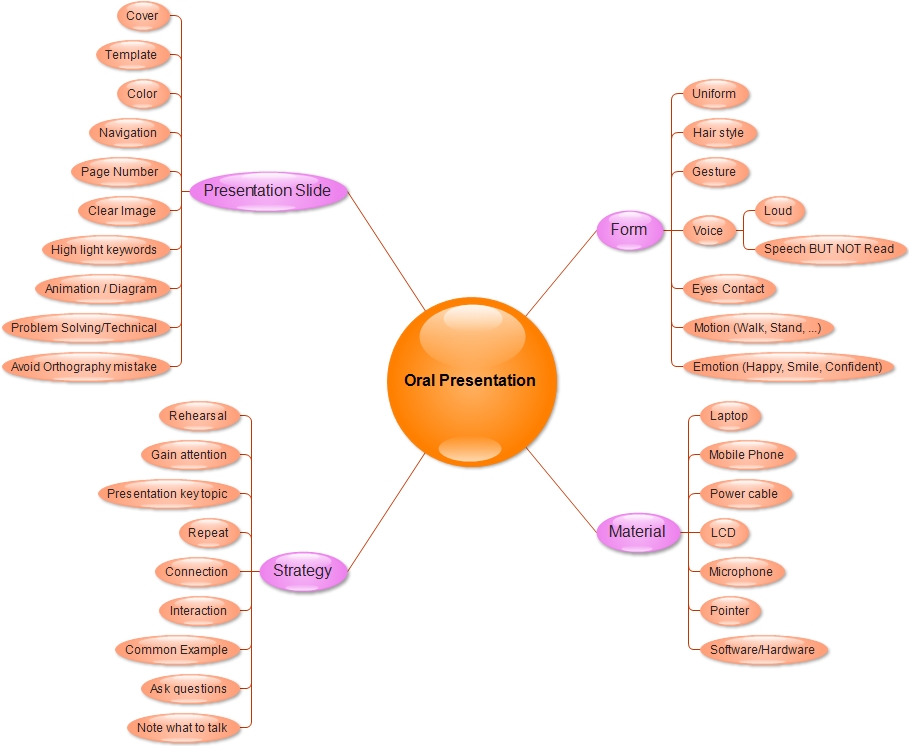 Cover
Template
Color
Navigation
Page Number
Clear Image
High light keywords
Animation / Diagram
Problem Solving/Technical
Avoid Orthography mistake
Presentation Slide
Uniform
Hair style
Gesture
Voice
Loud
Speech BUT NOT Read
Eyes Contact
Motion (Walk, Stand, ...)
Emotion (Happy, Smile, Confident)
Form
Oral Presentation
Rehearsal
Gain attention
Presentation key topic
Repeat
Connection
Interaction
Common Example
Ask questions
Note what to talk
Strategy
Laptop
Mobile Phone
Power cable
LCD
Microphone
Pointer
Software/Hardware
Material